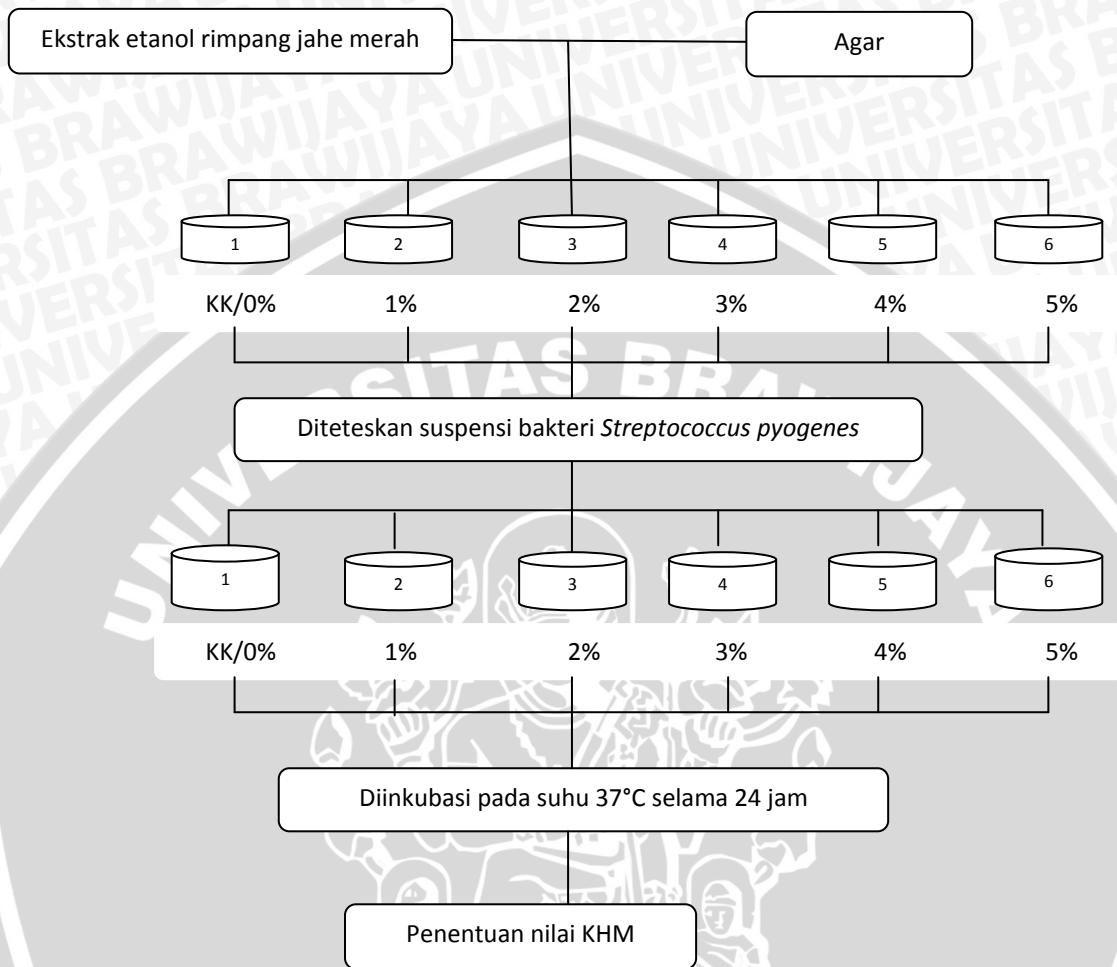 Ekstrak etanol rimpang jahe merah
Agar
1 2 3 4 5 6
KK/0% 1% 2% 3% 4% 5%
Diteteskan suspensi bakteri Streptococcus pyogenes
1 2 3 4 5 6
KK/0% 1% 2% 3% 4% 5%
Diinkubasi pada suhu 37°C selama 24 jam
Penentuan nilai KHM
UNIVERSITAS BRAWIJAYA